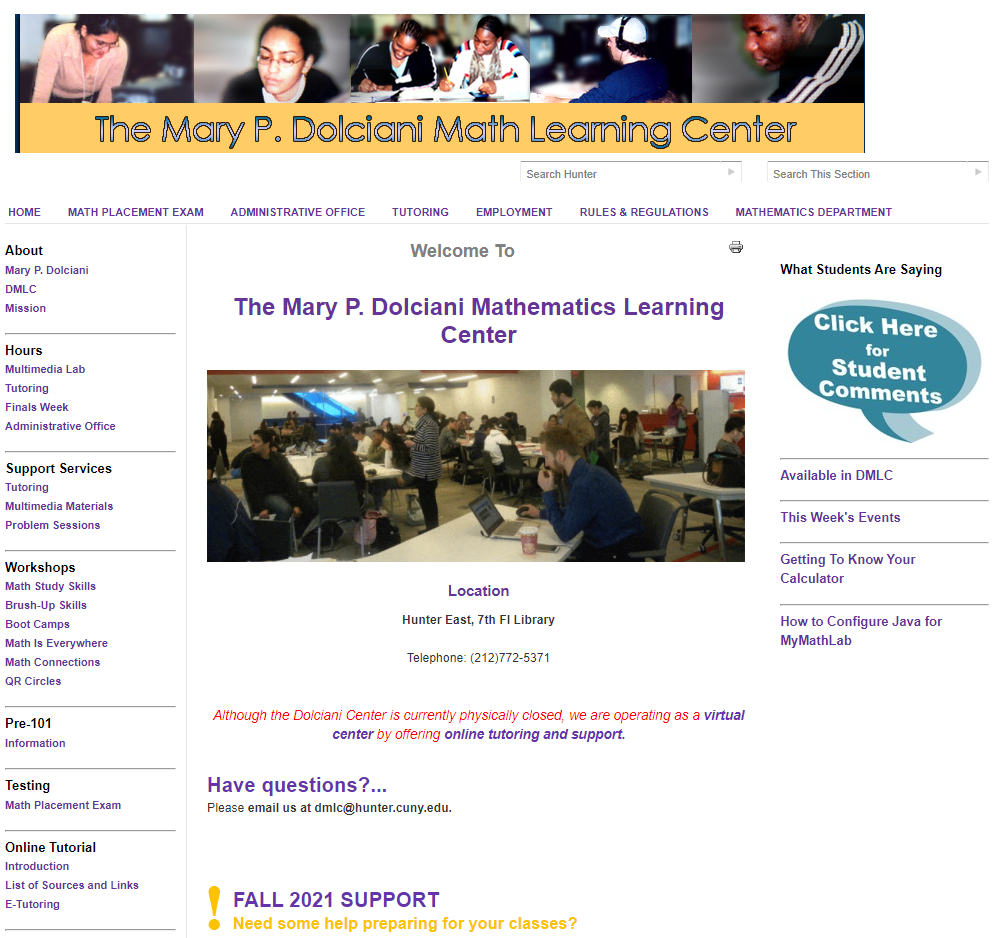 The Mary P. Dolciani Math Learning Center
Search Hunter
Search This Section
HOME MATH PLACEMENT EXAM ADMINISTRATIVE OFFICE TUTORING EMPLOYMENT RULES & REGULATIONS MATHEMATICS DEPARTMENT
About
Mary P. Dolciani
DMLC
Mission
Hours
Multimedia Lab
Tutoring
Finals Week
Administrative Office
Support Services
Tutoring
Multimedia Materials
Problem Sessions
Workshops
Math Study Skills
Brush-Up Skills
Boot Camps
Math Is Everywhere
Math Connections
QR Circles
Pre-101
Information
Testing
Math Placement Exam
Online Tutorial
Introduction
List of Sources and Links
E-Tutoring
Welcome To
The Mary P. Dolciani Mathematics Learning
Center
Location
Hunter East, 7th Fl Library
Telephone: (212)772-5371
Although the Dolciani Center is currently physically closed, we are operating as a virtual
center by offering online tutoring and support.
Have questions?...
Please email us at dmlc@hunter.cuny.edu.
! FALL 2021 SUPPORT
Need some help preparing for your classes?
What Students Are Saying
Click Here
for
Student
Comments
Available in DMLC
This Week's Events
Getting To Know Your
Calculator
How to Configure Java for
MyMathLab